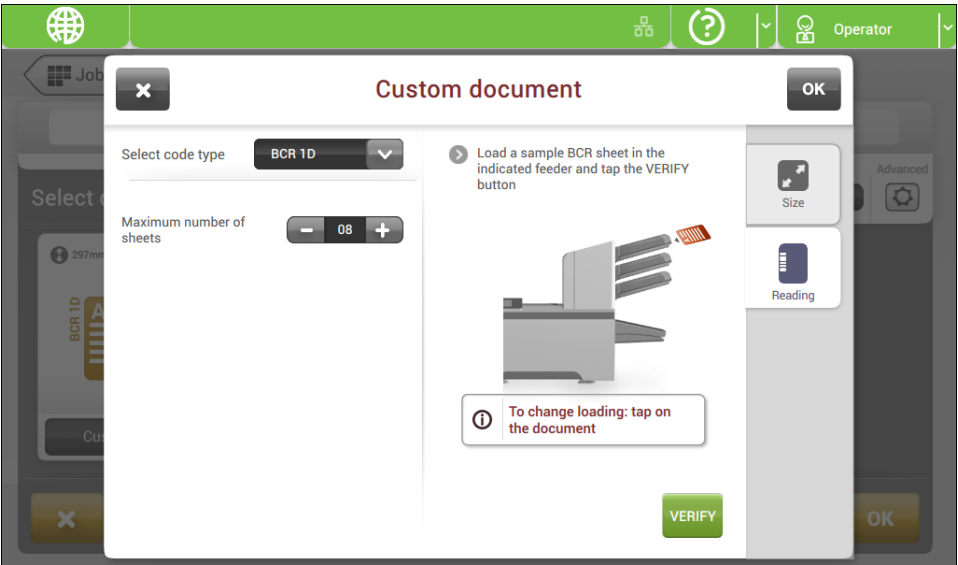 Operator
Job
Custom document
OK
Select code type
BCR 1D
Load a sample BCR sheet in the
indicated feeder and tap the VERIFY
button
Maximum number of
sheets
08
Size
Reading
Advanced
Select
297mm
BCR 1D
A
Cus
To change loading: tap on
the document
VERIFY
OK